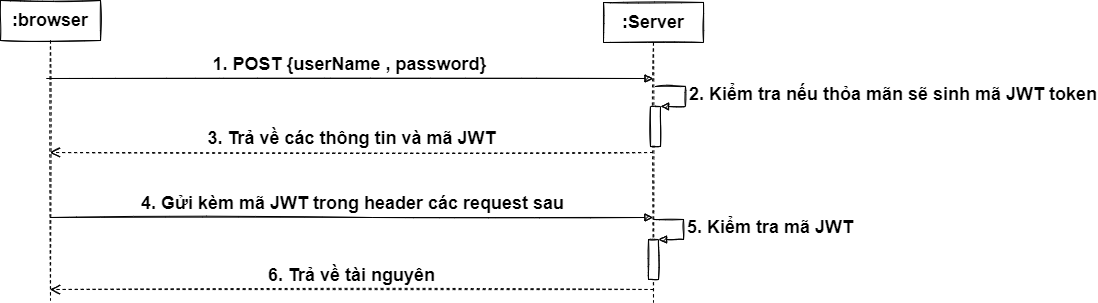 :browser
:Server
1. POST {userName , password}
2. Kiểm tra nếu thỏa mãn sẽ sinh mã JWT token
3. Trả về các thông tin và mã JWT
4. Gửi kèm mã JWT trong header các request sau
5. Kiểm tra mã JWT
6. Trả về tài nguyên